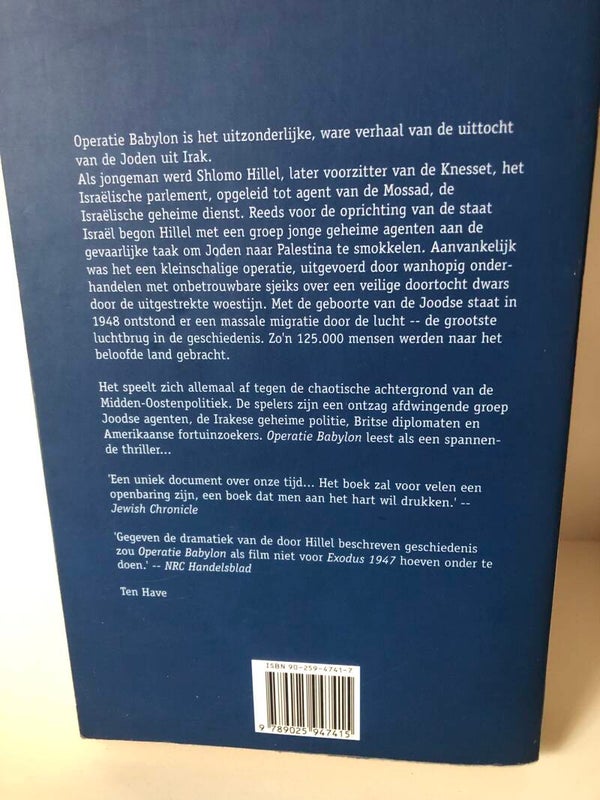 Operatie Babylon is het uitzonderlijke, ware verhaal van de uittocht
van de Joden uit Irak.
Als jongeman werd Shlomo Hillel, later voorzitter van de Knesset, het
Israëlische parlement, opgeleid tot agent van de Mossad, de
Israëlische geheime dienst. Reeds voor de oprichting van de staat
Israël begon Hillel met een groep jonge geheime agenten aan de
gevaarlijke taak om Joden naar Palestina te smokkelen. Aanvankelijk
was het een kleinschalige operatie, uitgevoerd door wanhopig onder-
handelen met onbetrouwbare sjeiks over een veilige doortocht dwars
door de uitgestrekte woestijn. Met de geboorte van de Joodse staat in
1948 ontstond er een massale migratie door de lucht -- de grootste
luchtbrug in de geschiedenis. Zo'n 125.000 mensen werden naar het
beloofde land gebracht.
Het speelt zich allemaal af tegen de chaotische achtergrond van de
Midden-Oostenpolitiek. De spelers zijn een ontzag afdwingende groep
Joodse agenten, de Irakese geheime politie, Britse diplomaten en
Amerikaanse fortuinzoekers. Operatie Babylon leest als een spannen-
de thriller...
'Een uniek document over onze tijd... Het boek zal voor velen een
openbaring zijn, een boek dat men aan het hart wil drukken.' --
Jewish Chronicle
'Gegeven de dramatiek van de door Hillel beschreven geschiedenis
zou Operatie Babylon als film niet voor Exodus 1947 hoeven onder te
doen.' -- NRC Handelsblad
Ten Have
ISBN 90-259-4741-7
9 789025 947415